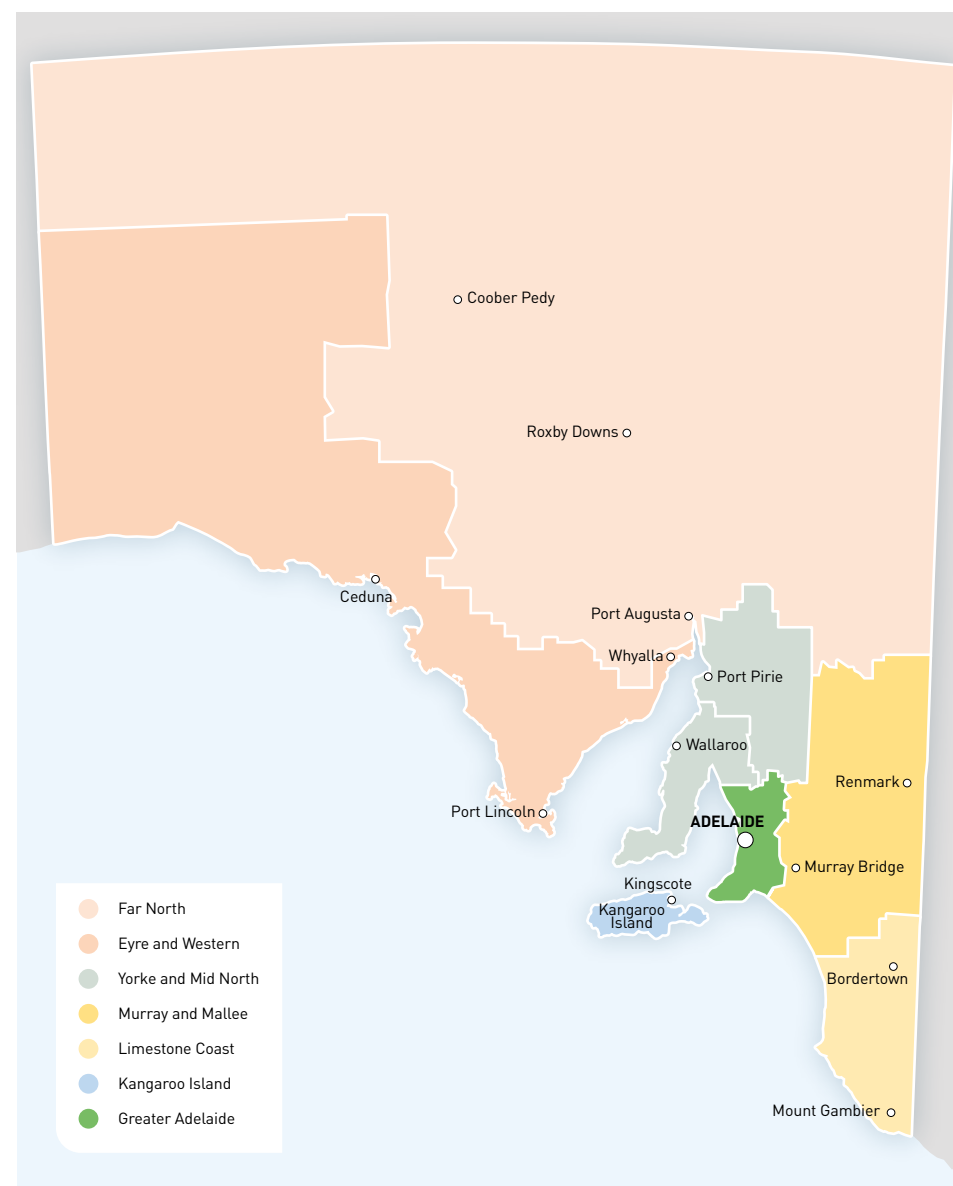 Coober Pedy
Roxby Downs
Ceduna
Port Augusta
Whyalla
Port Pirie
Wallaroo
Renmark
Port Lincoln
ADELAIDE
Murray Bridge
Kingscote
Kangaroo
Island
Bordertown
Mount Gambier
Far North
Eyre and Western
Yorke and Mid North
Murray and Mallee
Limestone Coast
Kangaroo Island
Greater Adelaide